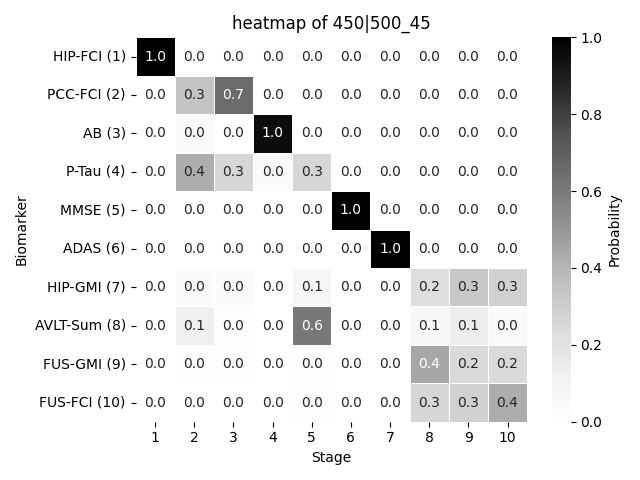 heatmap of 450|500_45
HIP-FCI (1) 1.0 0.0 0.0 0.0 0.0 0.0 0.0 0.0 0.0 0.0
PCC-FCI (2) 0.0 0.3 0.7 0.0 0.0 0.0 0.0 0.0 0.0 0.0
AB (3) 0.0 0.0 0.0 1.0 0.0 0.0 0.0 0.0 0.0 0.0
P-Tau (4) 0.0 0.4 0.3 0.0 0.3 0.0 0.0 0.0 0.0 0.0
MMSE (5) 0.0 0.0 0.0 0.0 0.0 1.0 0.0 0.0 0.0 0.0
ADAS (6) 0.0 0.0 0.0 0.0 0.0 0.0 1.0 0.0 0.0 0.0
HIP-GMI (7) 0.0 0.0 0.0 0.0 0.1 0.0 0.0 0.2 0.3 0.3
AVLT-Sum (8) 0.0 0.1 0.0 0.0 0.6 0.0 0.0 0.1 0.1 0.0
FUS-GMI (9) 0.0 0.0 0.0 0.0 0.0 0.0 0.0 0.4 0.2 0.2
FUS-FCI (10) 0.0 0.0 0.0 0.0 0.0 0.0 0.0 0.3 0.3 0.4
1 2 3 4 5 6 7 8 9 10
Stage
Biomarker
1.0
0.8
0.6
0.4
0.2
0.0
Probability